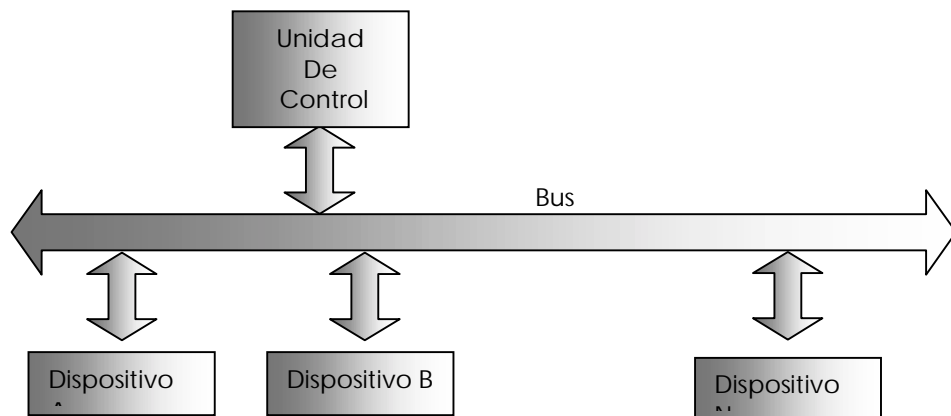 Unidad
De
Control
Bus
Dispositivo
Dispositivo B
Dispositivo